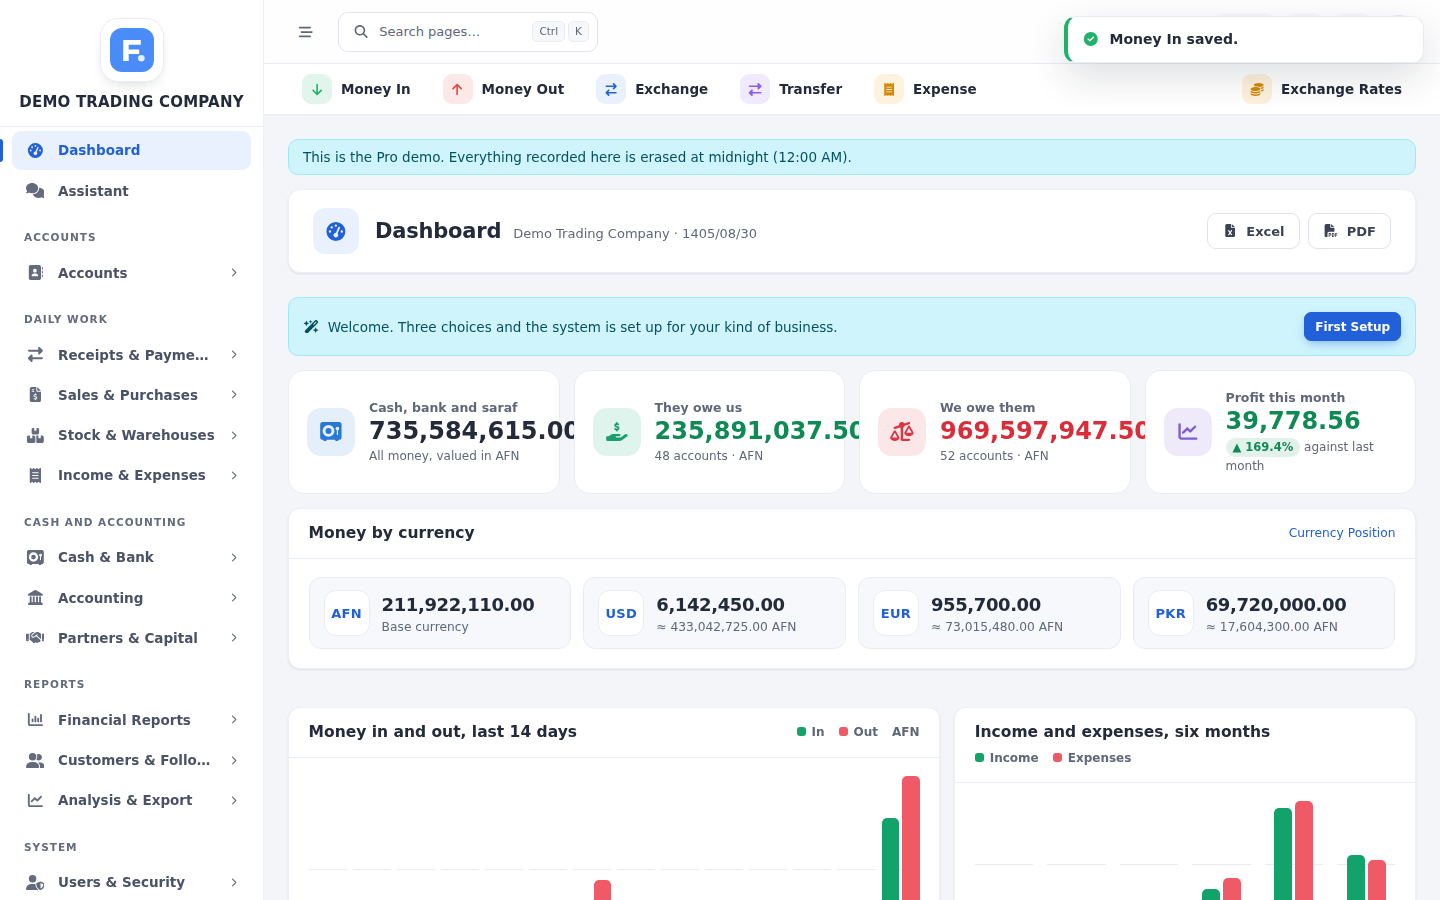 F.
DEMO TRADING COMPANY
Dashboard
Assistant
ACCOUNTS
Accounts
DAILY WORK
Receipts & Payme...
Sales & Purchases
Stock & Warehouses
Income & Expenses
CASH AND ACCOUNTING
Cash & Bank
Accounting
Partners & Capital
REPORTS
Financial Reports
Customers & Follo...
Analysis & Export
SYSTEM
Users & Security
Search pages...
Ctrl K
Money In saved.
Money In
Money Out
Exchange
Transfer
Expense
Exchange Rates
This is the Pro demo. Everything recorded here is erased at midnight (12:00 AM).
Dashboard
Demo Trading Company · 1405/08/30
Excel
PDF
Welcome. Three choices and the system is set up for your kind of business.
First Setup
Cash, bank and saraf
735,584,615.00
All money, valued in AFN
They owe us
235,891,037.50
48 accounts · AFN
We owe them
969,597,947.50
52 accounts · AFN
Profit this month
39,778.56
▲ 169.4% against last
month
Money by currency
Currency Position
AFN
211,922,110.00
Base currency
USD
6,142,450.00
≈ 433,042,725.00 AFN
EUR
955,700.00
≈ 73,015,480.00 AFN
PKR
69,720,000.00
≈ 17,604,300.00 AFN
Money in and out, last 14 days
In
Out
AFN
Income and expenses, six months
Income
Expenses